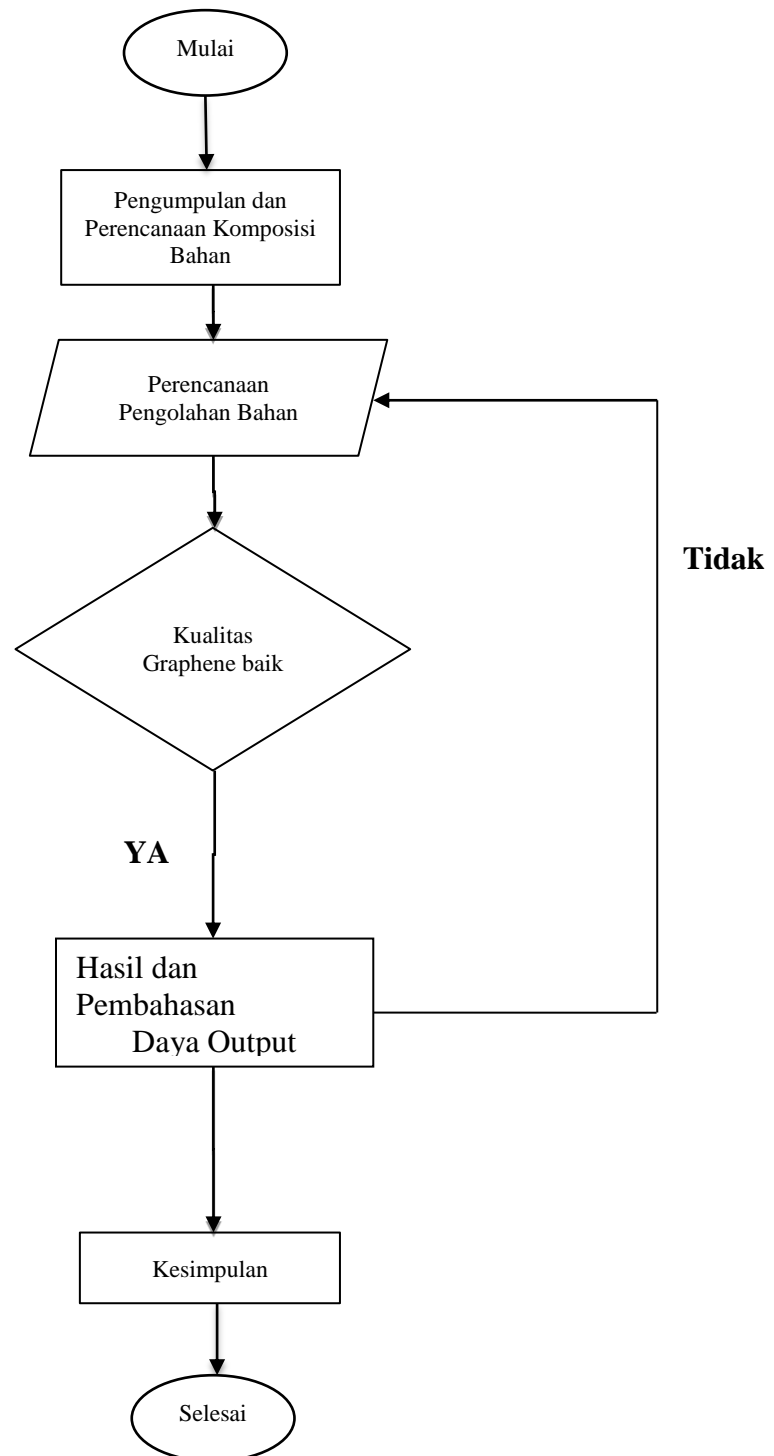 Mulai
Pengumpulan dan
Perencanaan Komposisi
Bahan
Perencanaan
Pengolahan Bahan
Tidak
Kualitas
Graphene baik
YA
Hasil dan
Pembahasan
Daya Output
Kesimpulan
Selesai